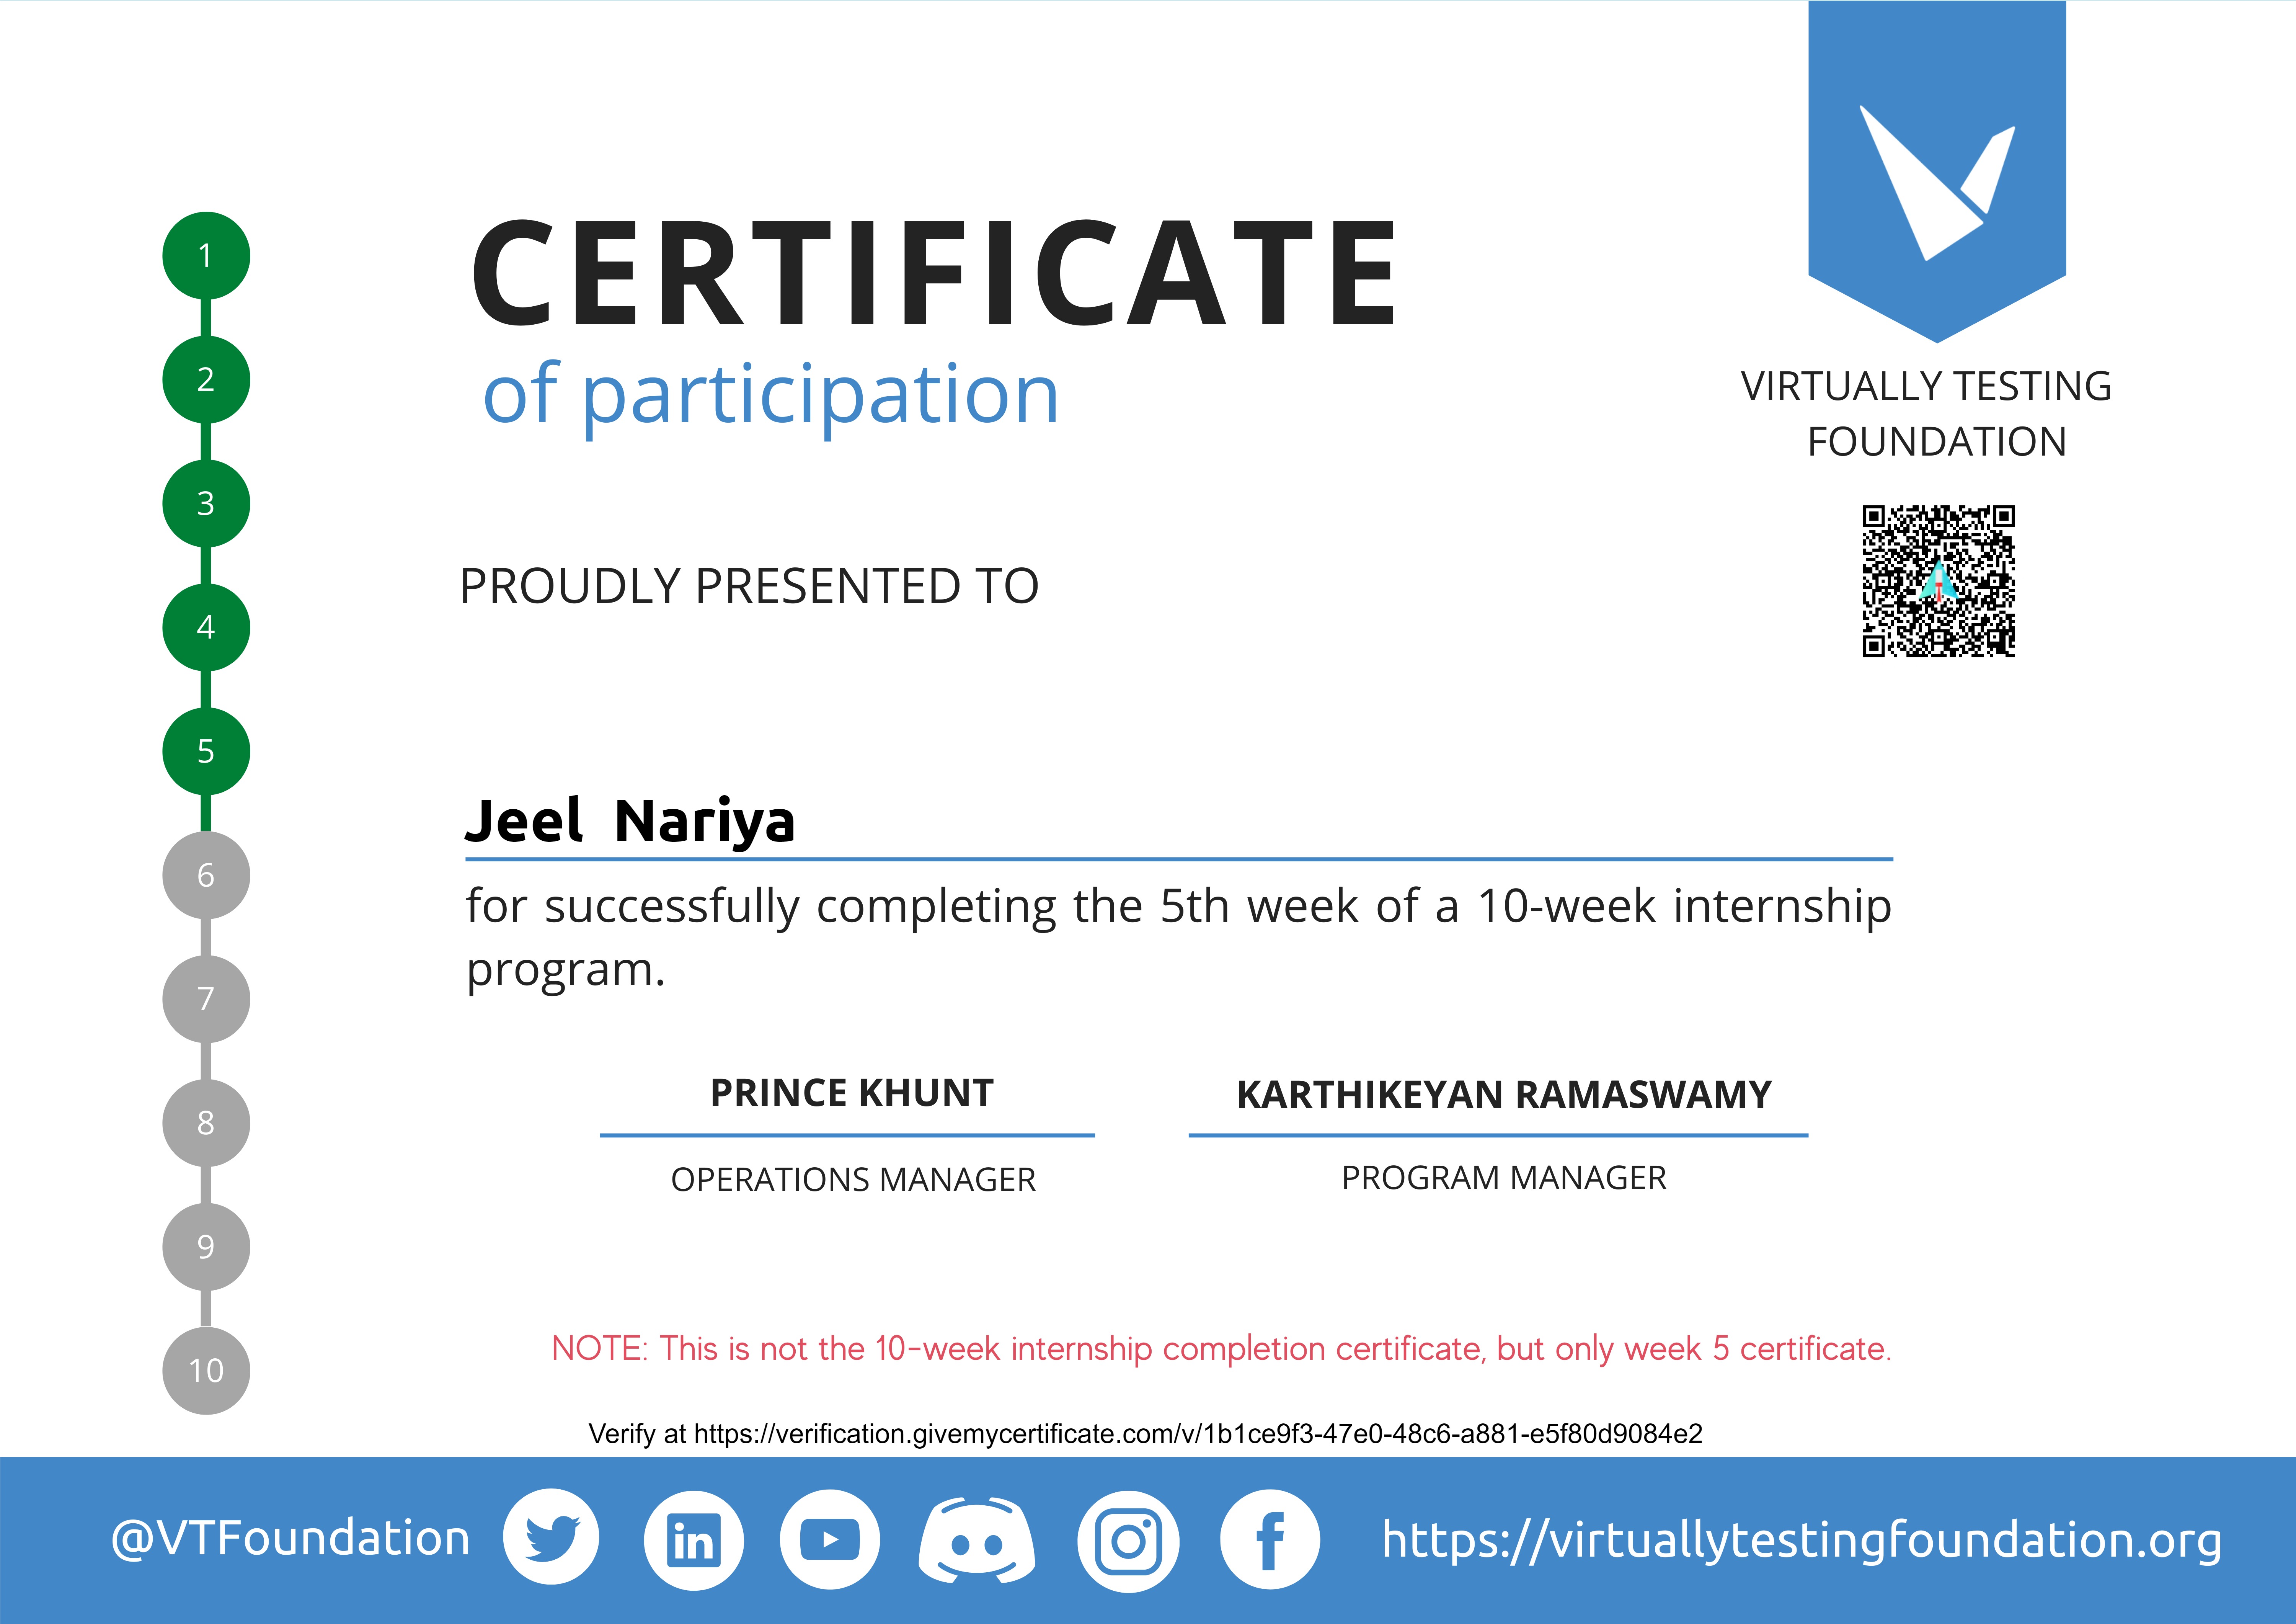 CERTIFICATE
of participation
VIRTUALLY TESTING
FOUNDATION
PROUDLY PRESENTED TO
Jeel Nariya
for successfully completing the 5th week of a 10-week internship
program.
PRINCE KHUNT
OPERATIONS MANAGER
KARTHIKEYAN RAMASWAMY
PROGRAM MANAGER
1
2
3
4
5
6
7
8
9
10
NOTE: This is not the 10-week internship completion certificate, but only week 5 certificate.
Verify at https://verification.givemycertificate.com/v/1b1ce9f3-47e0-48c6-a881-e5f80d9084e2
@VTFoundation
in
f
https://virtuallytestingfoundation.org